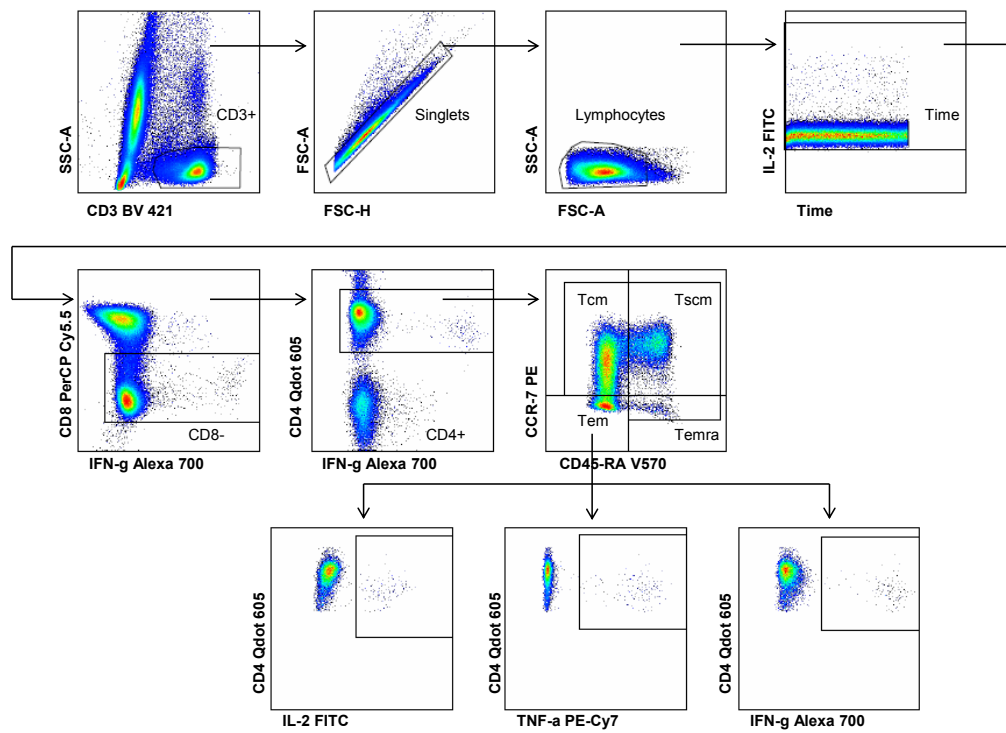 SSC-A
CD3+
CD3 BV 421
FSC-A
Singlets
FSC-H
SSC-A
Lymphocytes
FSC-A
IL-2 FITC
Time
Time
CD8 PerCP Cy5.5
CD8-
IFN-g Alexa 700
CD4 Qdot 605
CD4+
IFN-g Alexa 700
CCR-7 PE
Tcm
Tscm
Tem
Temra
CD45-RA V570
CD4 Qdot 605
IL-2 FITC
CD4 Qdot 605
TNF-a PE-Cy7
CD4 Qdot 605
IFN-g Alexa 700